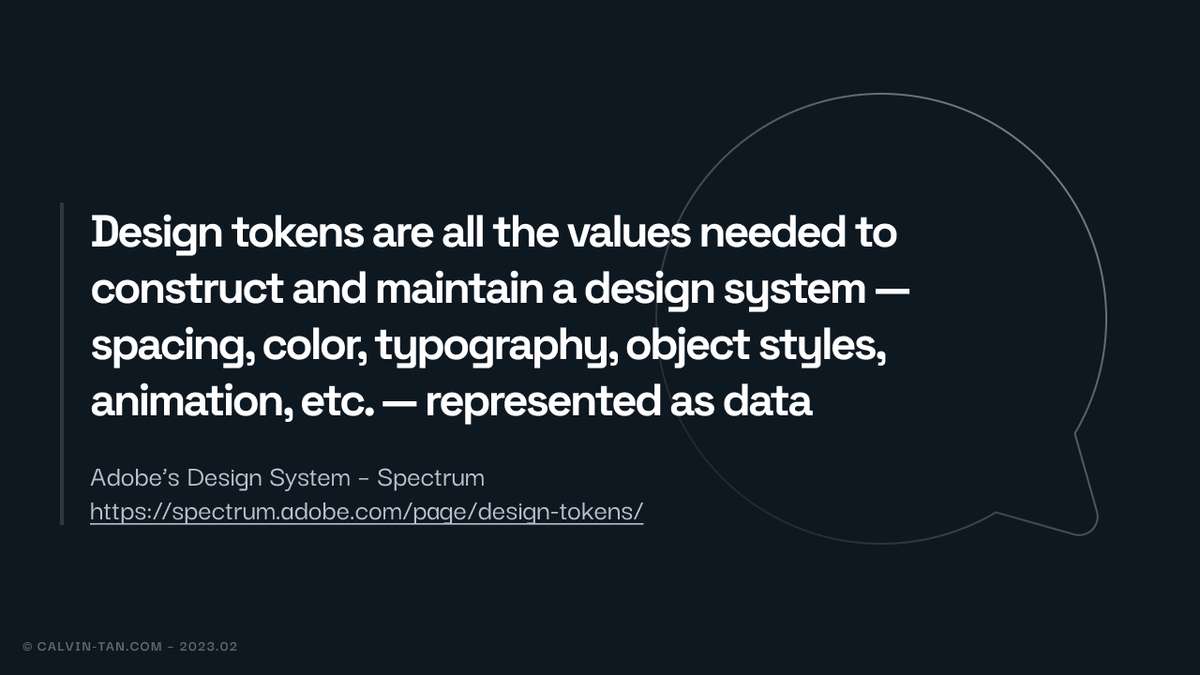 Design tokens are all the values needed to
construct and maintain a design system —
spacing, color, typography, object styles,
animation, etc. — represented as data
Adobe’s Design System – Spectrum
https://spectrum.adobe.com/page/design-tokens/
© CALVIN-TAN.COM – 2023.02